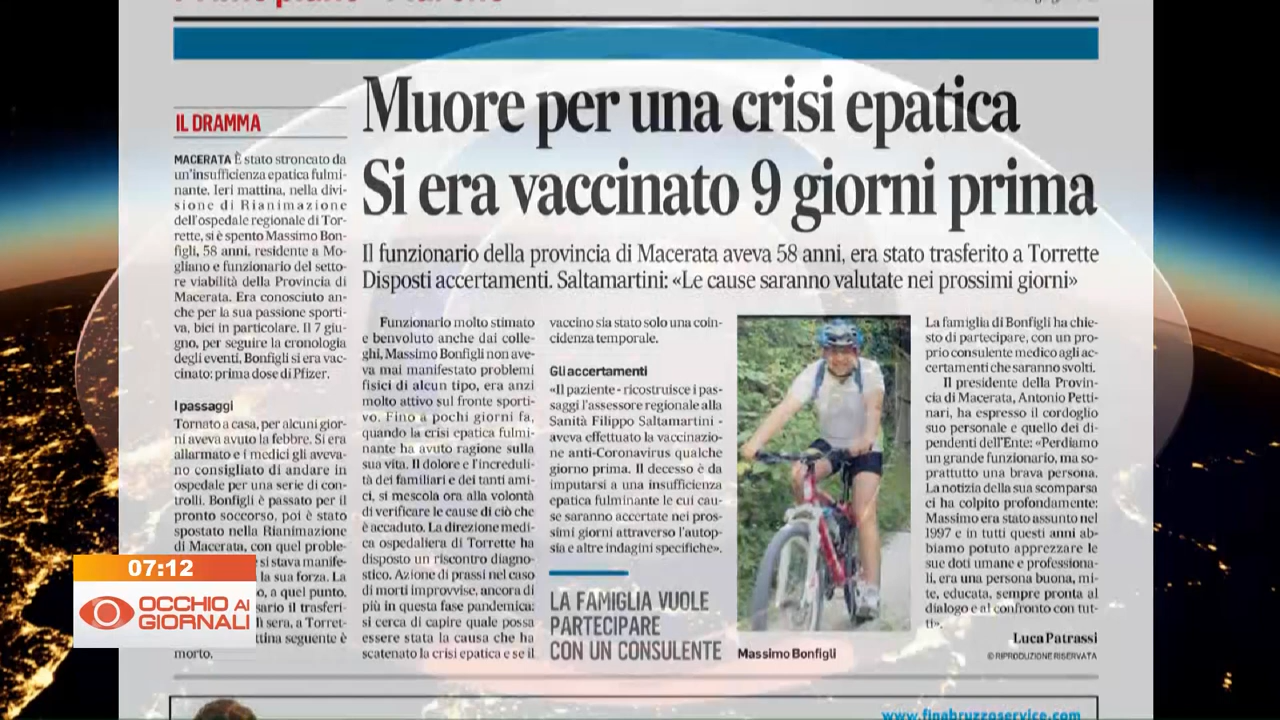 IL DRAMMA
Muore per una crisi epatica
Si era vaccinato 9 giorni prima
Il funzionario della provincia di Macerata aveva 58 anni, era stato trasferito a Torrette
Disposti accertamenti. Saltamartini: «Le cause saranno valutate nei prossimi giorni»
MACERATA È stato stroncato da
un'insufficienza epatica fulmi-
nante. Ieri mattina, nella divi-
sione di Rianimazione
dell'ospedale regionale di Tor-
rette, si è spento Massimo Bon-
figli, 58 anni, residente a Mo-
gliano e funzionario del setto-
re viabilità della Provincia di
Macerata. Era conosciuto an-
che per la sua passione sporti-
va, bici in particolare. Il 7 giu-
gno, per seguire la cronologia
degli eventi, Bonfigli si era vac-
cinato: prima dose di Pfizer.
I passaggi
Tornato a casa, per alcuni gior-
ni aveva avuto la febbre. Si era
allarmato e i medici gli aveva-
no consigliato di andare in
ospedale per una serie di con-
trolli. Bonfigli è passato per il
pronto soccorso, poi è stato
spostato nella Rianimazione
di Macerata, con quel proble-
si stava manife-
la sua forza. La
o, a quel punto,
sario il trasferi-
sera, a Torret-
ttina seguente è
morto.
Funzionario molto stimato
e benvoluto anche dai colle-
ghi, Massimo Bonfigli non ave-
va mai manifestato problemi
fisici di alcun tipo, era anzi
molto attivo sul fronte sporti-
vo. Fino a pochi giorni fa,
quando la crisi epatica fulmi-
nante ha avuto ragione sulla
sua vita. Il dolore e l'increduli-
tà dei familiari e dei tanti ami-
ci, si mescola ora alla volontà
di verificare le cause di ciò che
è accaduto. La direzione medi-
ca ospedaliera di Torrette ha
disposto un riscontro diagno-
stico. Azione di prassi nel caso
di morti improvvise, ancora di
più in questa fase pandemica:
si cerca di capire quale possa
essere stata la causa che ha
scatenato la crisi epatica e se il
vaccino sia stato solo una coin-
cidenza temporale.
Gli accertamenti
«Il paziente - ricostruisce i pas-
saggi l'assessore regionale alla
Sanità Filippo Saltamartini -
aveva effettuato la vaccinazio-
ne anti-Coronavirus qualche
giorno prima. Il decesso è da
imputarsi a una insufficienza
epatica fulminante le cui cau-
se saranno accertate nei pros-
simi giorni attraverso l'autop-
sia e altre indagini specifiche».
LA FAMIGLIA VUOLE
PARTECIPARE
CON UN CONSULENTE
Massimo Bonfigli
La famiglia di Bonfigli ha chie-
sto di partecipare, con un pro-
prio consulente medico agli ac-
certamenti che saranno svolti.
Il presidente della Provin-
cia di Macerata, Antonio Petti-
nari, ha espresso il cordoglio
suo personale e quello dei di-
pendenti dell'Ente: «Perdiamo
un grande funzionario, ma so-
prattutto una brava persona.
La notizia della sua scomparsa
ci ha colpito profondamente:
Massimo era stato assunto nel
1997 e in tutti questi anni ab-
biamo potuto apprezzare le
sue doti umane e professiona-
li, era una persona buona, mi-
te, educata, sempre pronta al
dialogo e al confronto con tut-
ti».
Luca Patrassi
© RIPRODUZIONE RISERVATA
07:12
OCCHIO AI
GIORNALI
www.finabruzzoservice.com